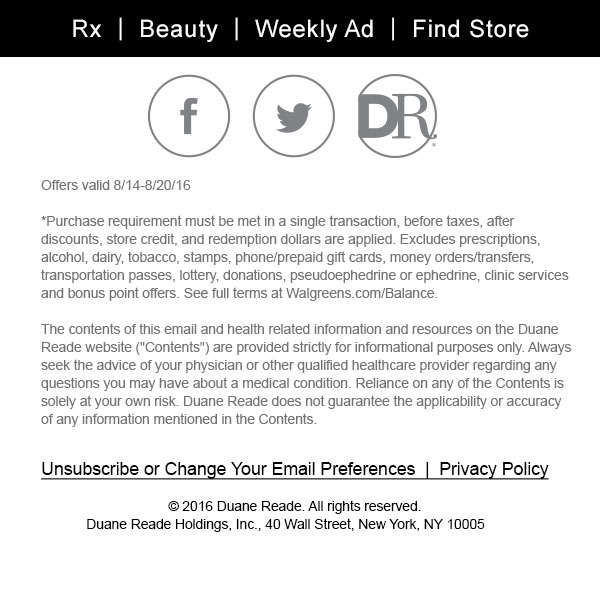 Rx | Beauty | Weekly Ad | Find Store
f DR®
Offers valid 8/14-8/20/16
*Purchase requirement must be met in a single transaction, before taxes, after
discounts, store credit, and redemption dollars are applied. Excludes prescriptions,
alcohol, dairy, tobacco, stamps, phone/prepaid gift cards, money orders/transfers,
transportation passes, lottery, donations, pseudoephedrine or ephedrine, clinic services
and bonus point offers. See full terms at Walgreens.com/Balance.
The contents of this email and health related information and resources on the Duane
Reade website ("Contents") are provided strictly for informational purposes only. Always
seek the advice of your physician or other qualified healthcare provider regarding any
questions you may have about a medical condition. Reliance on any of the Contents is
solely at your own risk. Duane Reade does not guarantee the applicability or accuracy
of any information mentioned in the Contents.
Unsubscribe or Change Your Email Preferences | Privacy Policy
© 2016 Duane Reade. All rights reserved.
Duane Reade Holdings, Inc., 40 Wall Street, New York, NY 10005